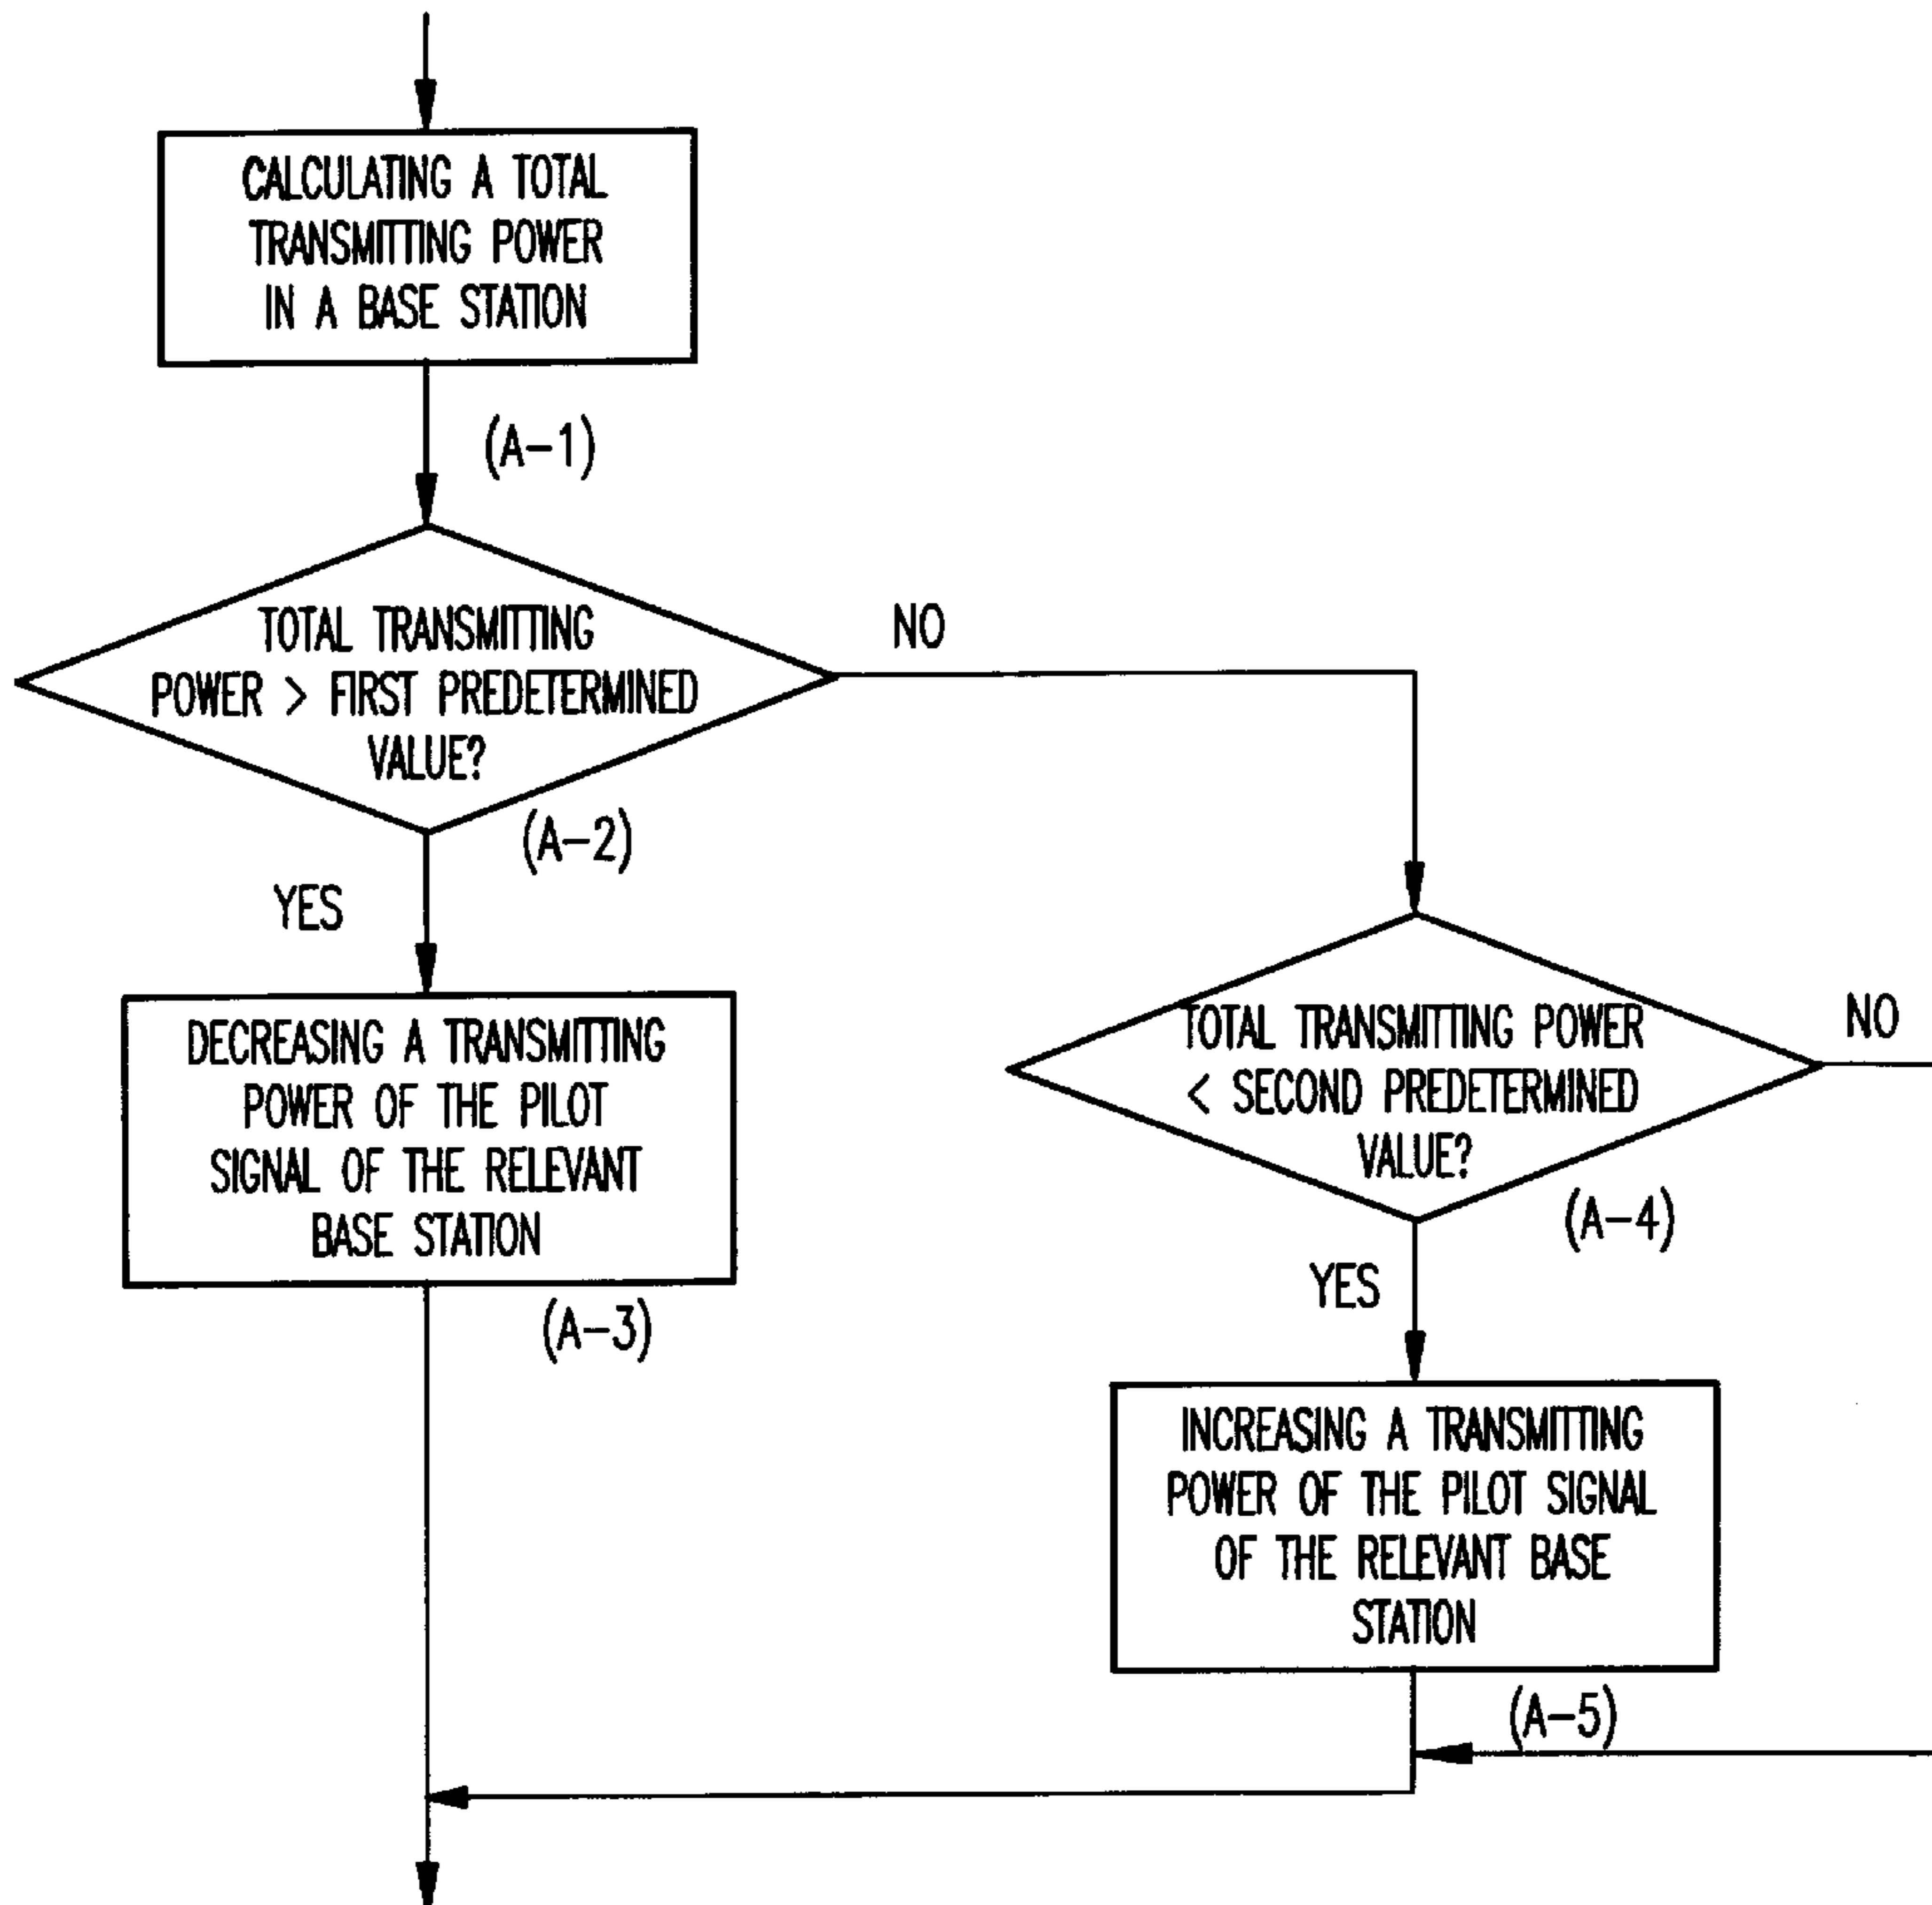 CALCULATING A TOTAL
TRANSMITTING POWER
IN A BASE STATION
(A-1)
TOTAL TRANSMITTING
POWER > FIRST PREDETERMINED
VALUE?
(A-2)
NO
YES
DECREASING A TRANSMITTING
POWER OF THE PILOT
SIGNAL OF THE RELEVANT
BASE STATION
(A-3)
TOTAL TRANSMITTING POWER
< SECOND PREDETERMINED
VALUE?
(A-4)
NO
YES
INCREASING A TRANSMITTING
POWER OF THE PILOT SIGNAL
OF THE RELEVANT BASE
STATION
(A-5)